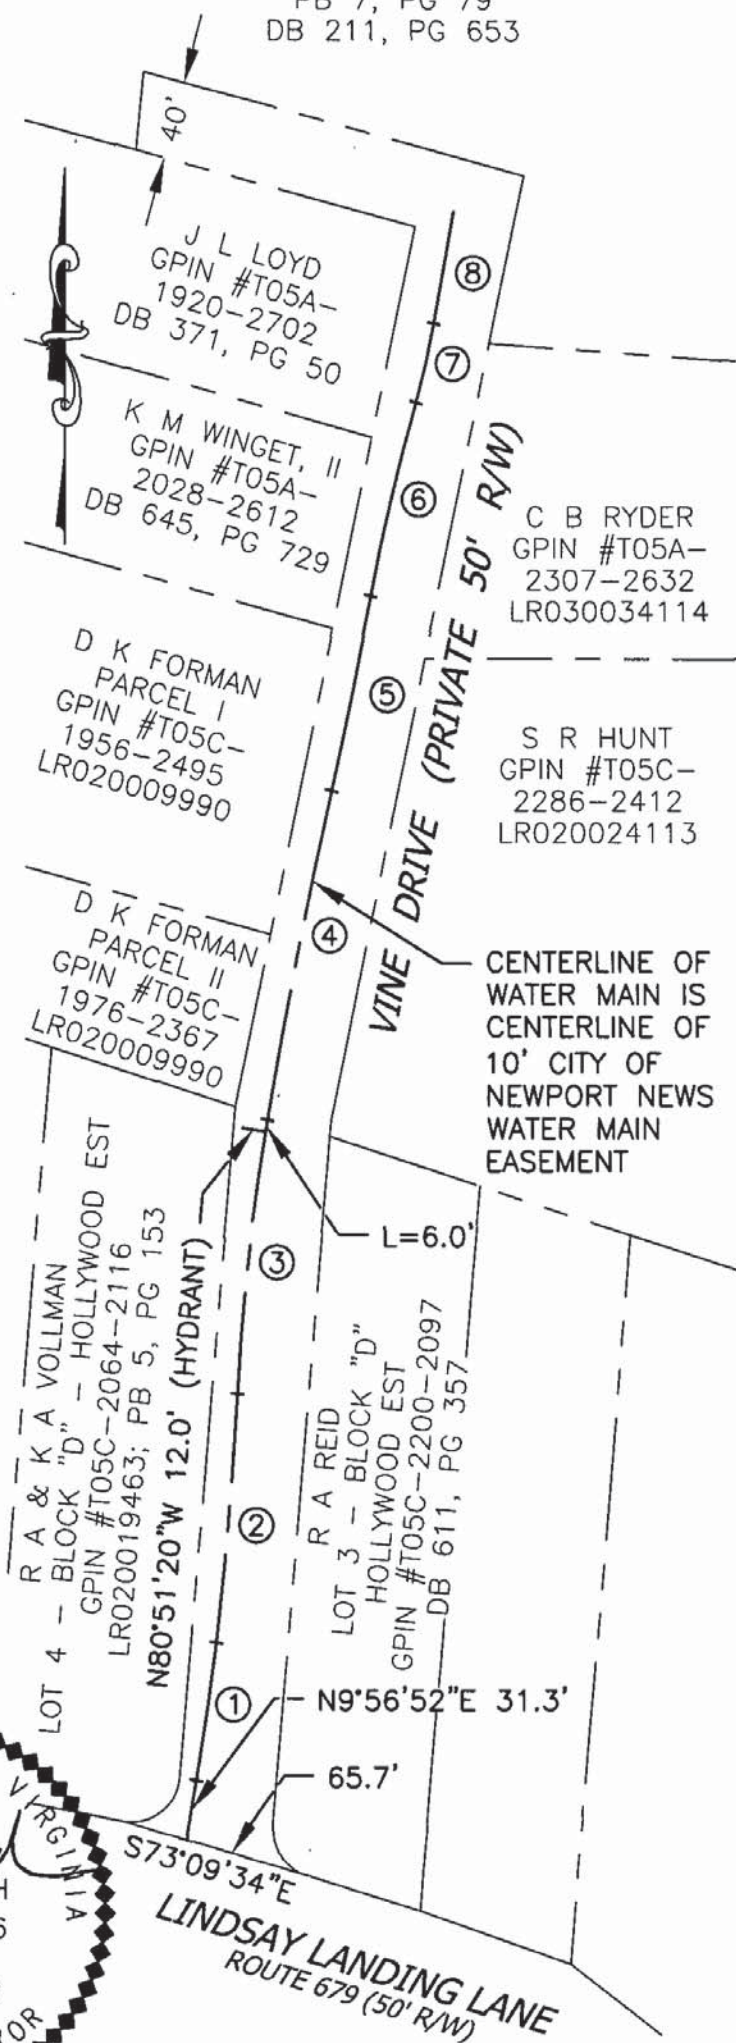 PB 7, PG 79
DB 211, PG 653
40'
J L LOYD
GPIN #T05A-
1920-2702
DB 371, PG 50
8
7
K M WINGET, II
GPIN #T05A-
2028-2612
DB 645, PG 729
6
VINE DRIVE (PRIVATE 50' R/W)
C B RYDER
GPIN #T05A-
2307-2632
LR030034114
D K FORMAN
PARCEL I
GPIN #T05C-
1956-2495
LR020009990
5
S R HUNT
GPIN #T05C-
2286-2412
LR020024113
D K FORMAN
PARCEL II
GPIN #T05C-
1976-2367
LR020009990
4
CENTERLINE OF
WATER MAIN IS
CENTERLINE OF
10' CITY OF
NEWPORT NEWS
WATER MAIN
EASEMENT
L=6.0'
3
R A & K A VOLLMAN
LOT 4 - BLOCK "D" - HOLLYWOOD EST
GPIN #T05C-2064-2116
LR020019463; PB 5, PG 153
N80°51'20"W 12.0' (HYDRANT)
R A REID
LOT 3 - BLOCK "D"
HOLLYWOOD EST
GPIN #T05C-2200-2097
DB 611, PG 357
2
1
N9°56'52"E 31.3'
65.7'
S73°09'34"E
LINDSAY LANDING LANE
ROUTE 679 (50' R/W)
VIRGINIA